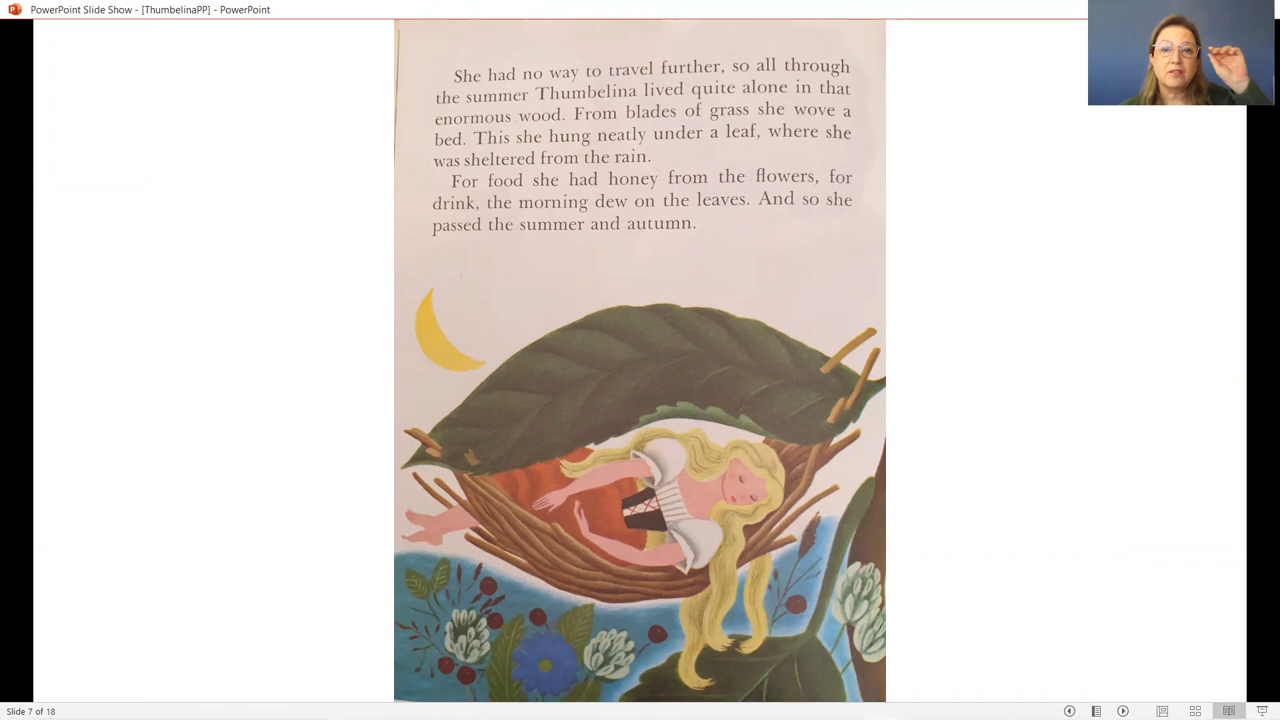 PowerPoint Slide Show - [ThumbelinaPP] - PowerPoint
She had no way to travel further, so all through
the summer Thumbelina lived quite alone in that
enormous wood. From blades of grass she wove a
bed. This she hung neatly under a leaf, where she
was sheltered from the rain.
For food she had honey from the flowers, for
drink, the morning dew on the leaves. And so she
passed the summer and autumn.
Slide 7 of 18